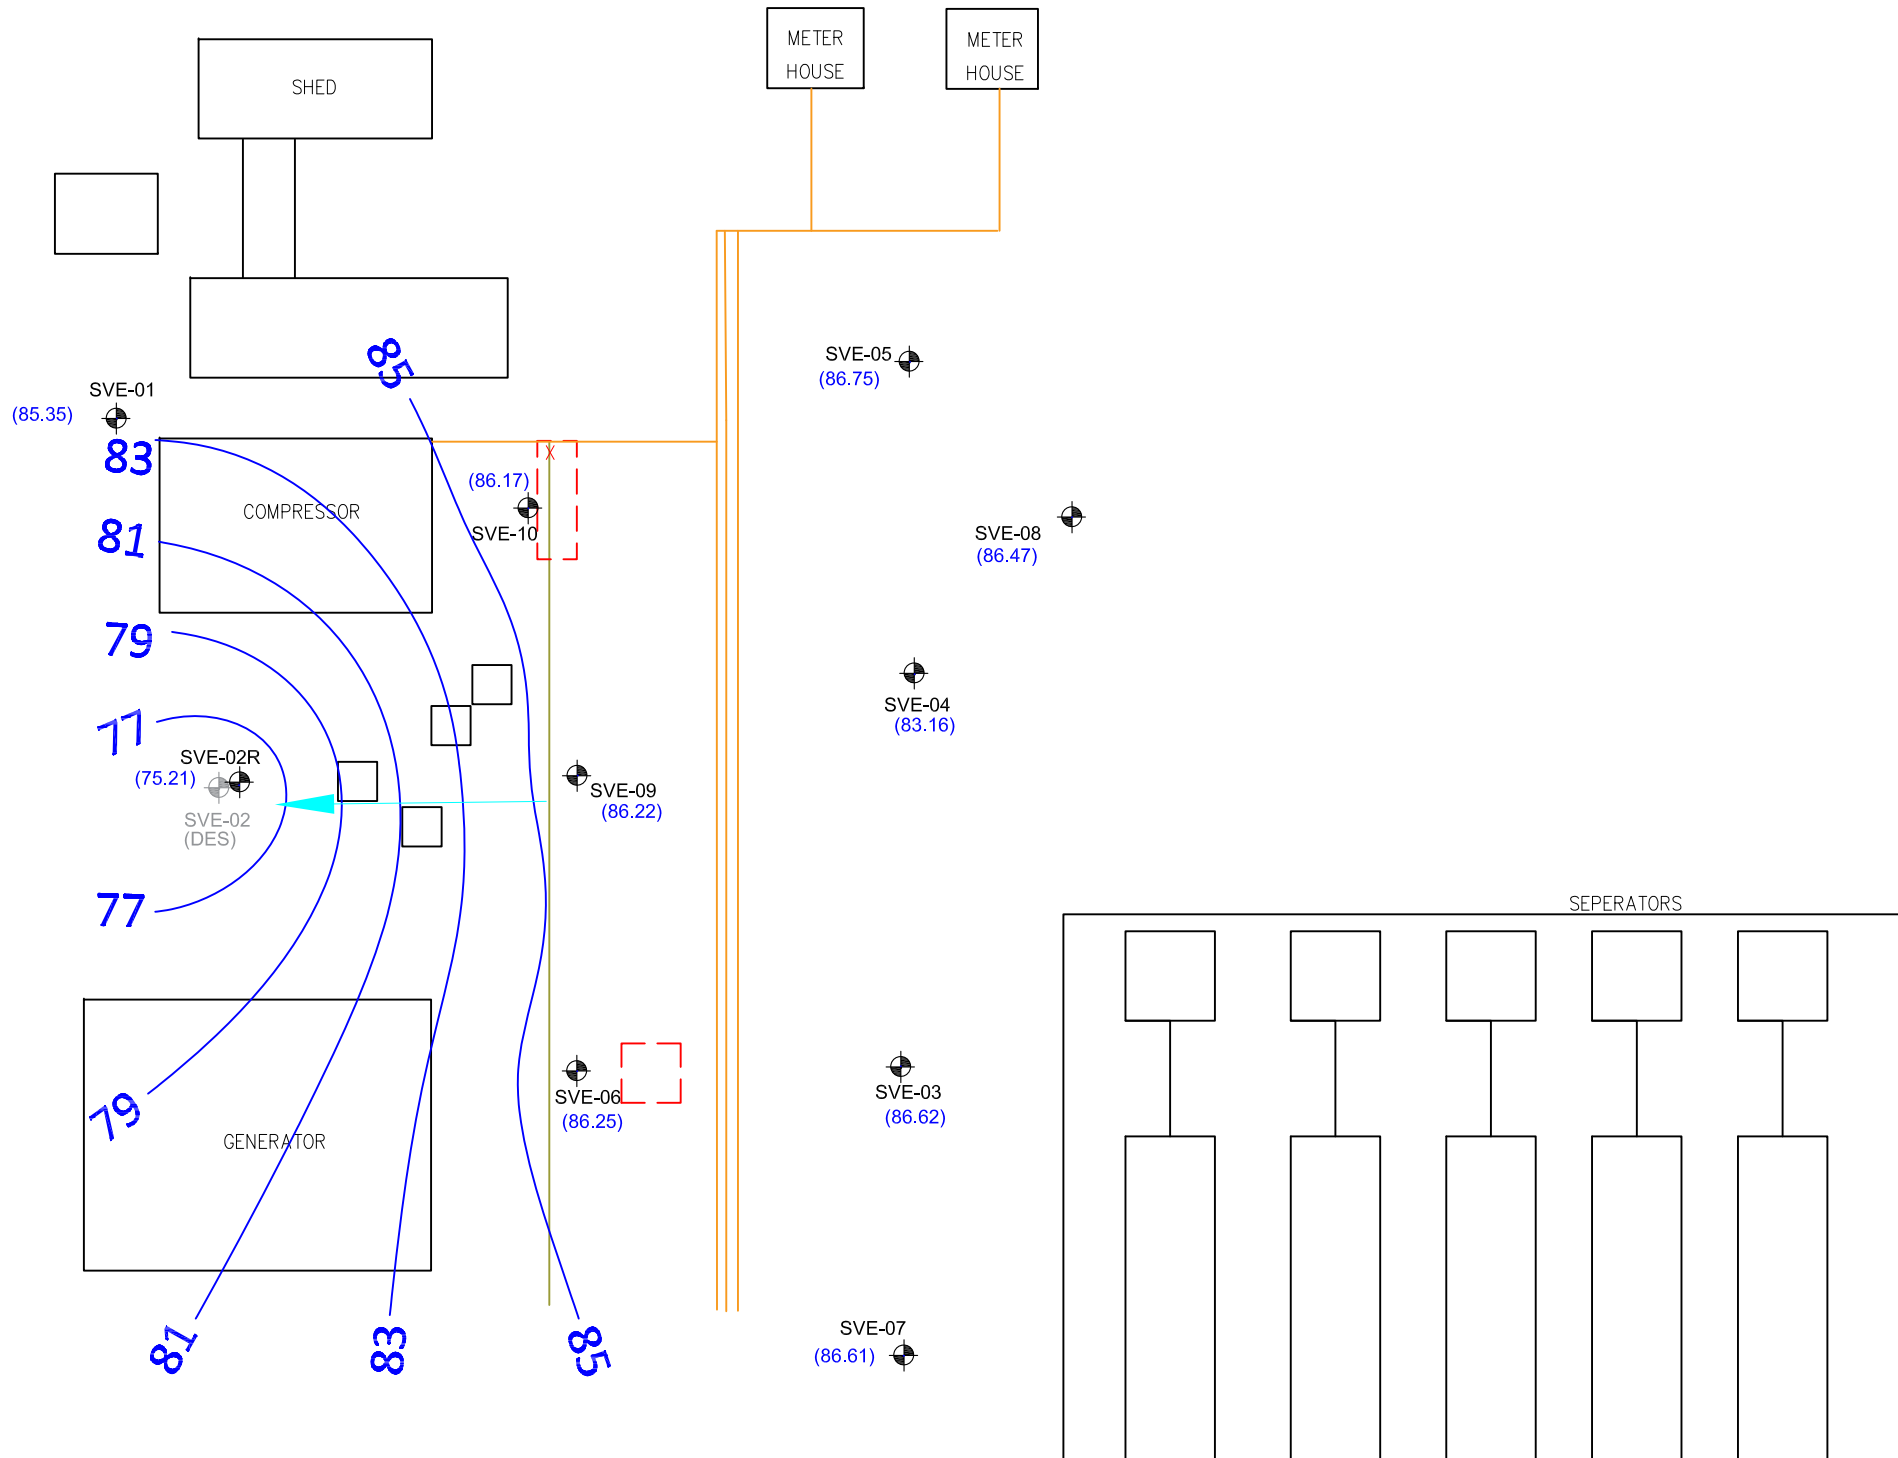 METER
HOUSE
METER
HOUSE
SHED
85
SVE-05
(86.75)
SVE-01
(85.35)
83
(86.17)
COMPRESSOR
SVE-10
SVE-08
(86.47)
81
79
SVE-04
(83.16)
77
SVE-02R
(75.21)
SVE-09
(86.22)
SVE-02
(DES)
77
SEPERATORS
SVE-06
(86.25)
SVE-03
(86.62)
79
GENERATOR
81
83
85
SVE-07
(86.61)